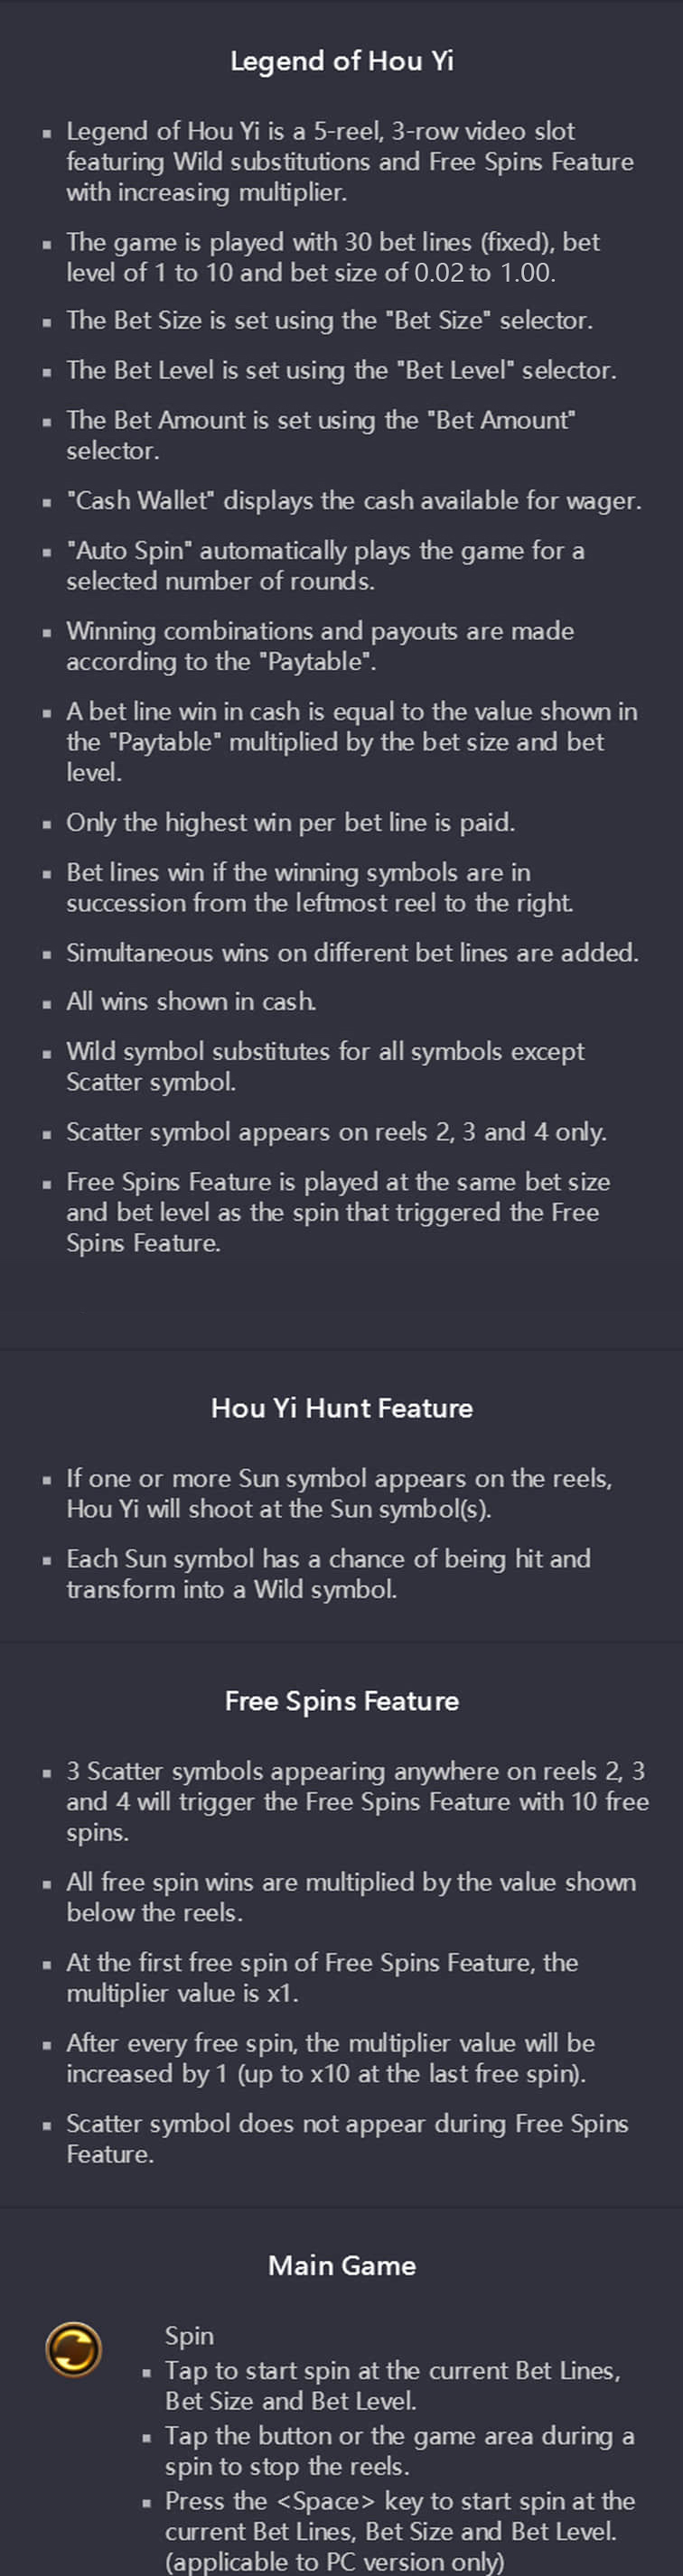 Legend of Hou Yi
▪ Legend of Hou Yi is a 5-reel, 3-row video slot
featuring Wild substitutions and Free Spins Feature
with increasing multiplier.
▪ The game is played with 30 bet lines (fixed), bet
level of 1 to 10 and bet size of 0.02 to 1.00.
▪ The Bet Size is set using the "Bet Size" selector.
▪ The Bet Level is set using the "Bet Level" selector.
▪ The Bet Amount is set using the "Bet Amount"
selector.
▪ "Cash Wallet" displays the cash available for wager.
▪ "Auto Spin" automatically plays the game for a
selected number of rounds.
▪ Winning combinations and payouts are made
according to the "Paytable".
▪ A bet line win in cash is equal to the value shown in
the "Paytable" multiplied by the bet size and bet
level.
▪ Only the highest win per bet line is paid.
▪ Bet lines win if the winning symbols are in
succession from the leftmost reel to the right.
▪ Simultaneous wins on different bet lines are added.
▪ All wins shown in cash.
▪ Wild symbol substitutes for all symbols except
Scatter symbol.
▪ Scatter symbol appears on reels 2, 3 and 4 only.
▪ Free Spins Feature is played at the same bet size
and bet level as the spin that triggered the Free
Spins Feature.
Hou Yi Hunt Feature
▪ If one or more Sun symbol appears on the reels,
Hou Yi will shoot at the Sun symbol(s).
▪ Each Sun symbol has a chance of being hit and
transform into a Wild symbol.
Free Spins Feature
▪ 3 Scatter symbols appearing anywhere on reels 2, 3
and 4 will trigger the Free Spins Feature with 10 free
spins.
▪ All free spin wins are multiplied by the value shown
below the reels.
▪ At the first free spin of Free Spins Feature, the
multiplier value is x1.
▪ After every free spin, the multiplier value will be
increased by 1 (up to x10 at the last free spin).
▪ Scatter symbol does not appear during Free Spins
Feature.
Main Game
Spin
▪ Tap to start spin at the current Bet Lines,
Bet Size and Bet Level.
▪ Tap the button or the game area during a
spin to stop the reels.
▪ Press the <Space> key to start spin at the
current Bet Lines, Bet Size and Bet Level.
(applicable to PC version only)